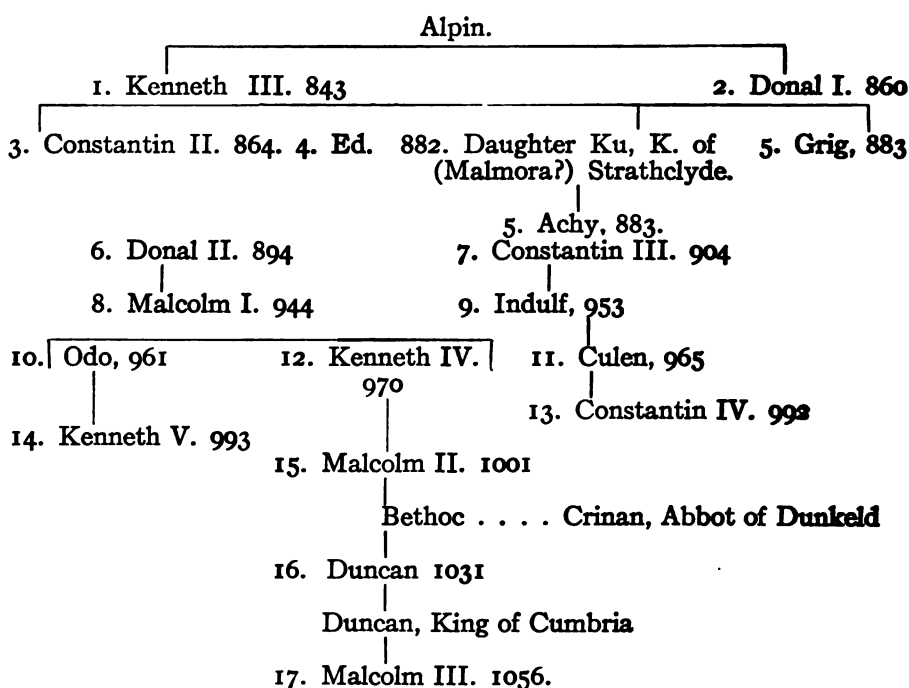 Alpin.
1. Kenneth III. 843 2. Donal I. 860
3. Constantin II. 864. 4. Ed. 882. Daughter Ku, K. of 5. Grig, 883
(Malmora?) Strathclyde.
5. Achy, 883.
6. Donal II. 894 7. Constantin III. 904
8. Malcolm I. 944 9. Indulf, 953
10. Odo, 961 12. Kenneth IV. 11. Culen, 965
970
13. Constantin IV. 992
14. Kenneth V. 993
15. Malcolm II. 1001
Bethoc . . . . Crinan, Abbot of Dunkeld
16. Duncan 1031
Duncan, King of Cumbria
17. Malcolm III. 1056.